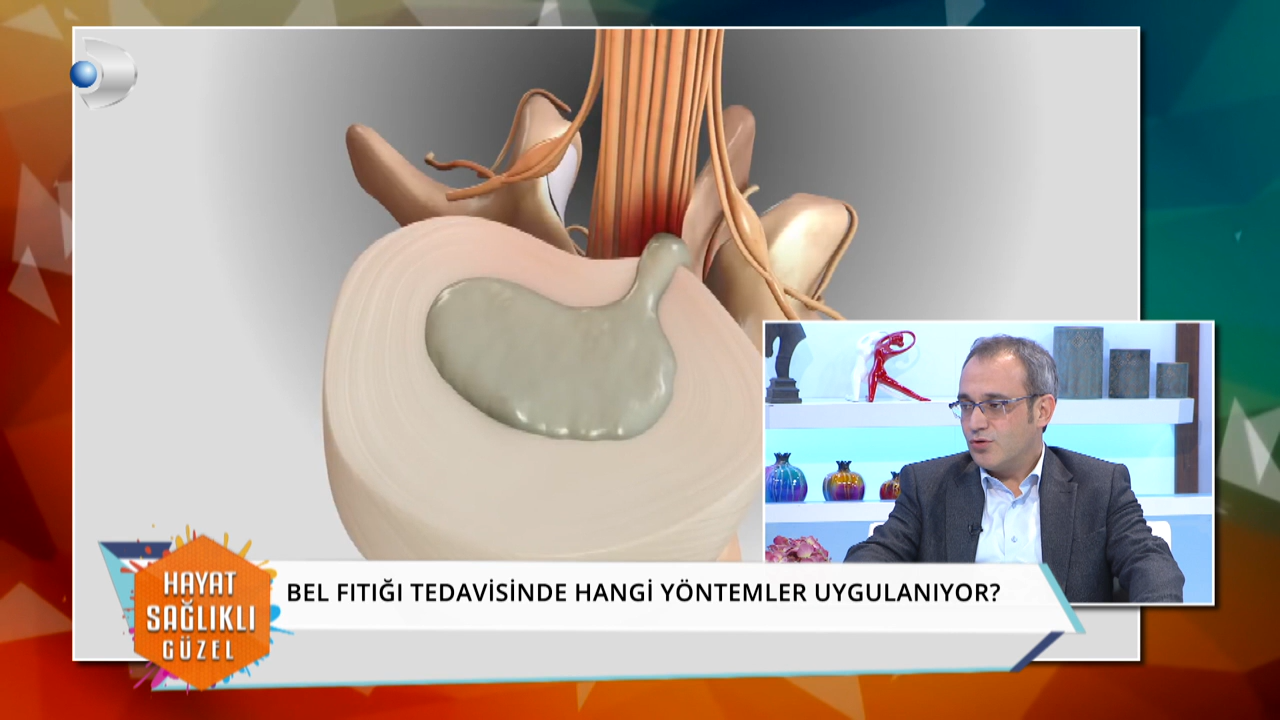 BEL FITIĞI TEDAVİSİNDE HANGİ YÖNTEMLER UYGULANIYOR?
HAYAT
SAĞLIKLI
GÜZEL